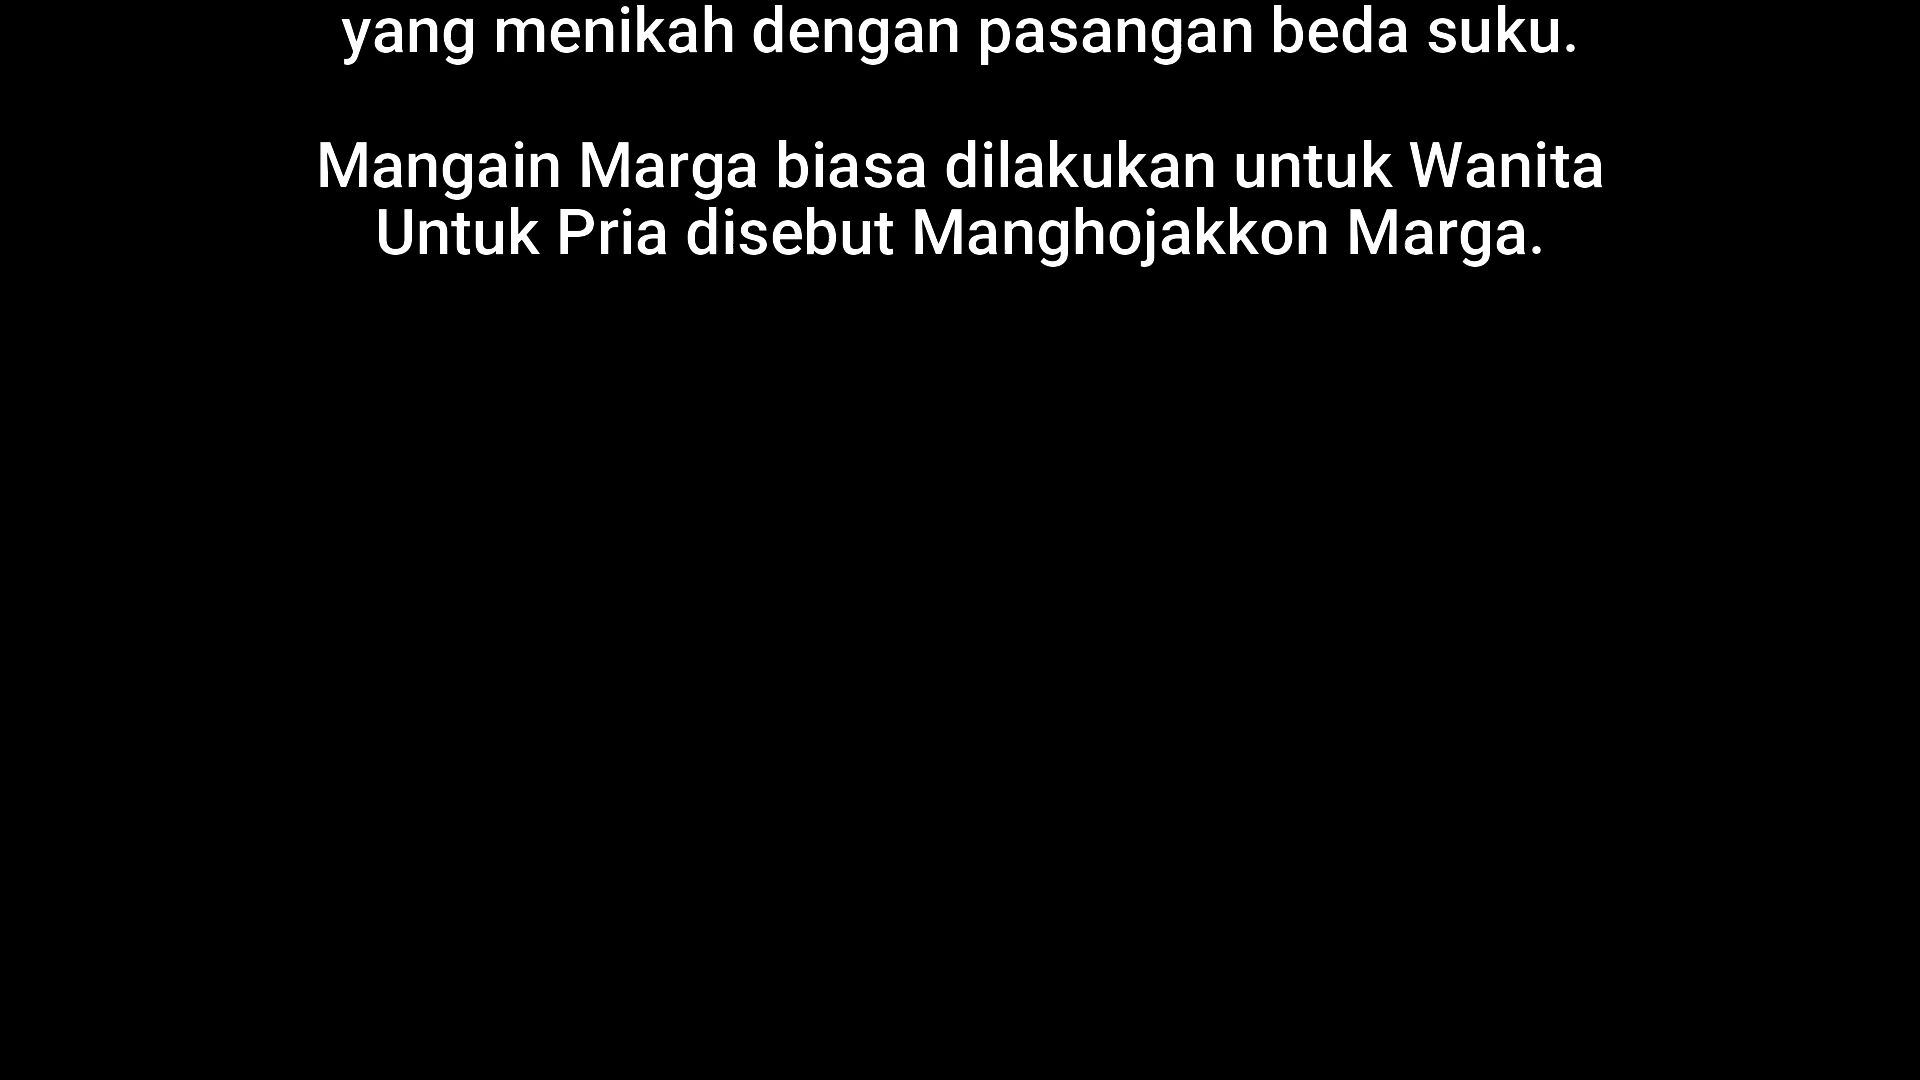 yang menikah dengan pasangan beda suku.
Mangain Marga biasa dilakukan untuk Wanita
Untuk Pria disebut Manghojakkon Marga.